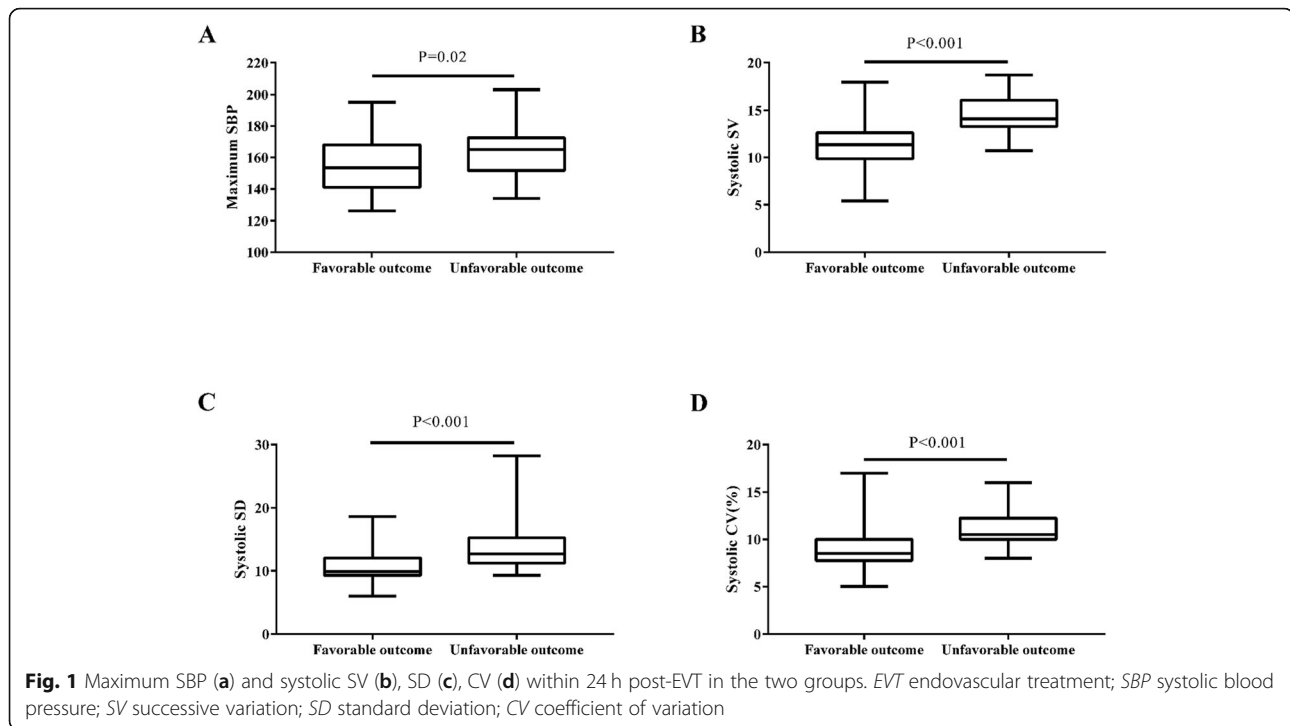 A
P=0.02
220
200
180
160
140
120
100
Maximum SBP
Favorable outcome Unfavorable outcome
B
P<0.001
20
15
10
5
0
Systolic SV
Favorable outcome Unfavorable outcome
C
P<0.001
30
20
10
0
Systolic SD
Favorable outcome Unfavorable outcome
D
P<0.001
20
15
10
5
0
Systolic CV(%)
Favorable outcome Unfavorable outcome
Fig. 1 Maximum SBP (a) and systolic SV (b), SD (c), CV (d) within 24 h post-EVT in the two groups. EVT endovascular treatment; SBP systolic blood
pressure; SV successive variation; SD standard deviation; CV coefficient of variation